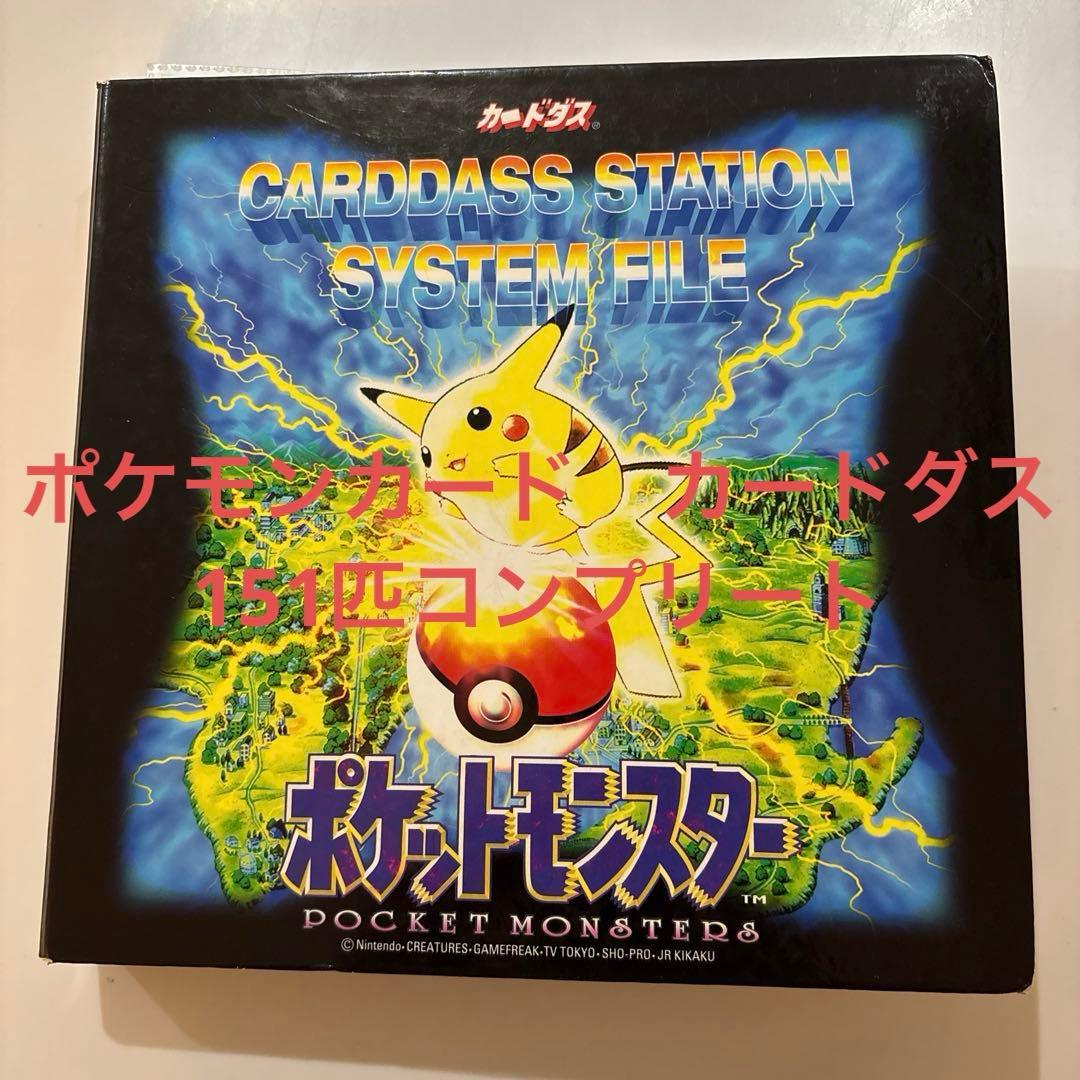 カードダス®
CARDDASS STATION
SYSTEM FILE
ポケモンカード　カードダス
151匹コンプリート
ポケットモンスター™
POCKET MONSTERS
©Nintendo・CREATURES・GAMEFREAK・TV TOKYO・SHO-PRO・JR KIKAKU